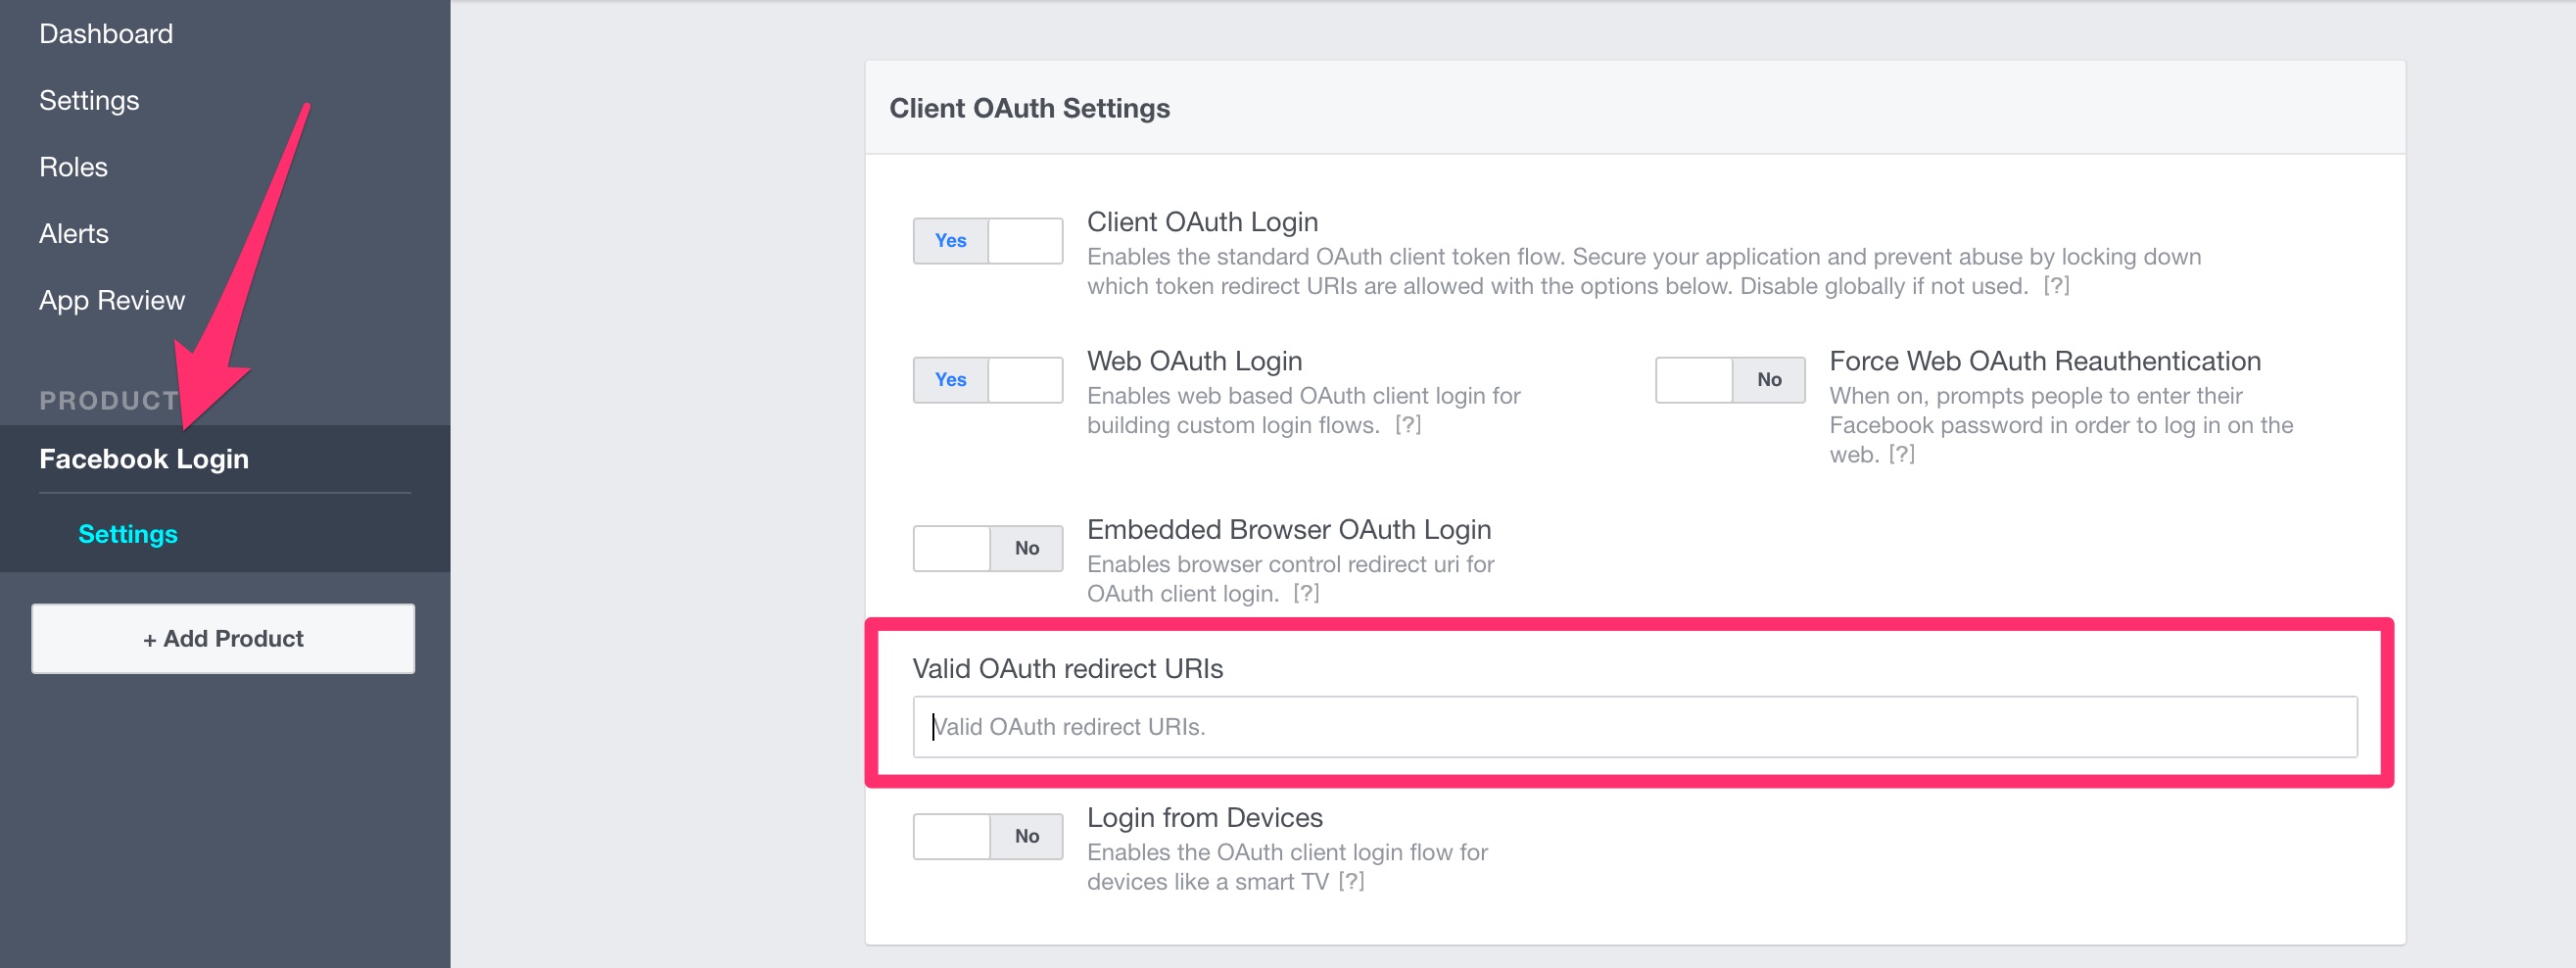 Dashboard
Settings
Roles
Alerts
App Review
PRODUCT
Facebook Login
Settings
+ Add Product
Client OAuth Settings
Yes
Client OAuth Login
Enables the standard OAuth client token flow. Secure your application and prevent abuse by locking down
which token redirect URIs are allowed with the options below. Disable globally if not used. [?]
Yes
Web OAuth Login
Enables web based OAuth client login for
building custom login flows. [?]
No
Force Web OAuth Reauthentication
When on, prompts people to enter their
Facebook password in order to log in on the
web. [?]
No
Embedded Browser OAuth Login
Enables browser control redirect uri for
OAuth client login. [?]
Valid OAuth redirect URIs
Valid OAuth redirect URIs.
No
Login from Devices
Enables the OAuth client login flow for
devices like a smart TV [?]